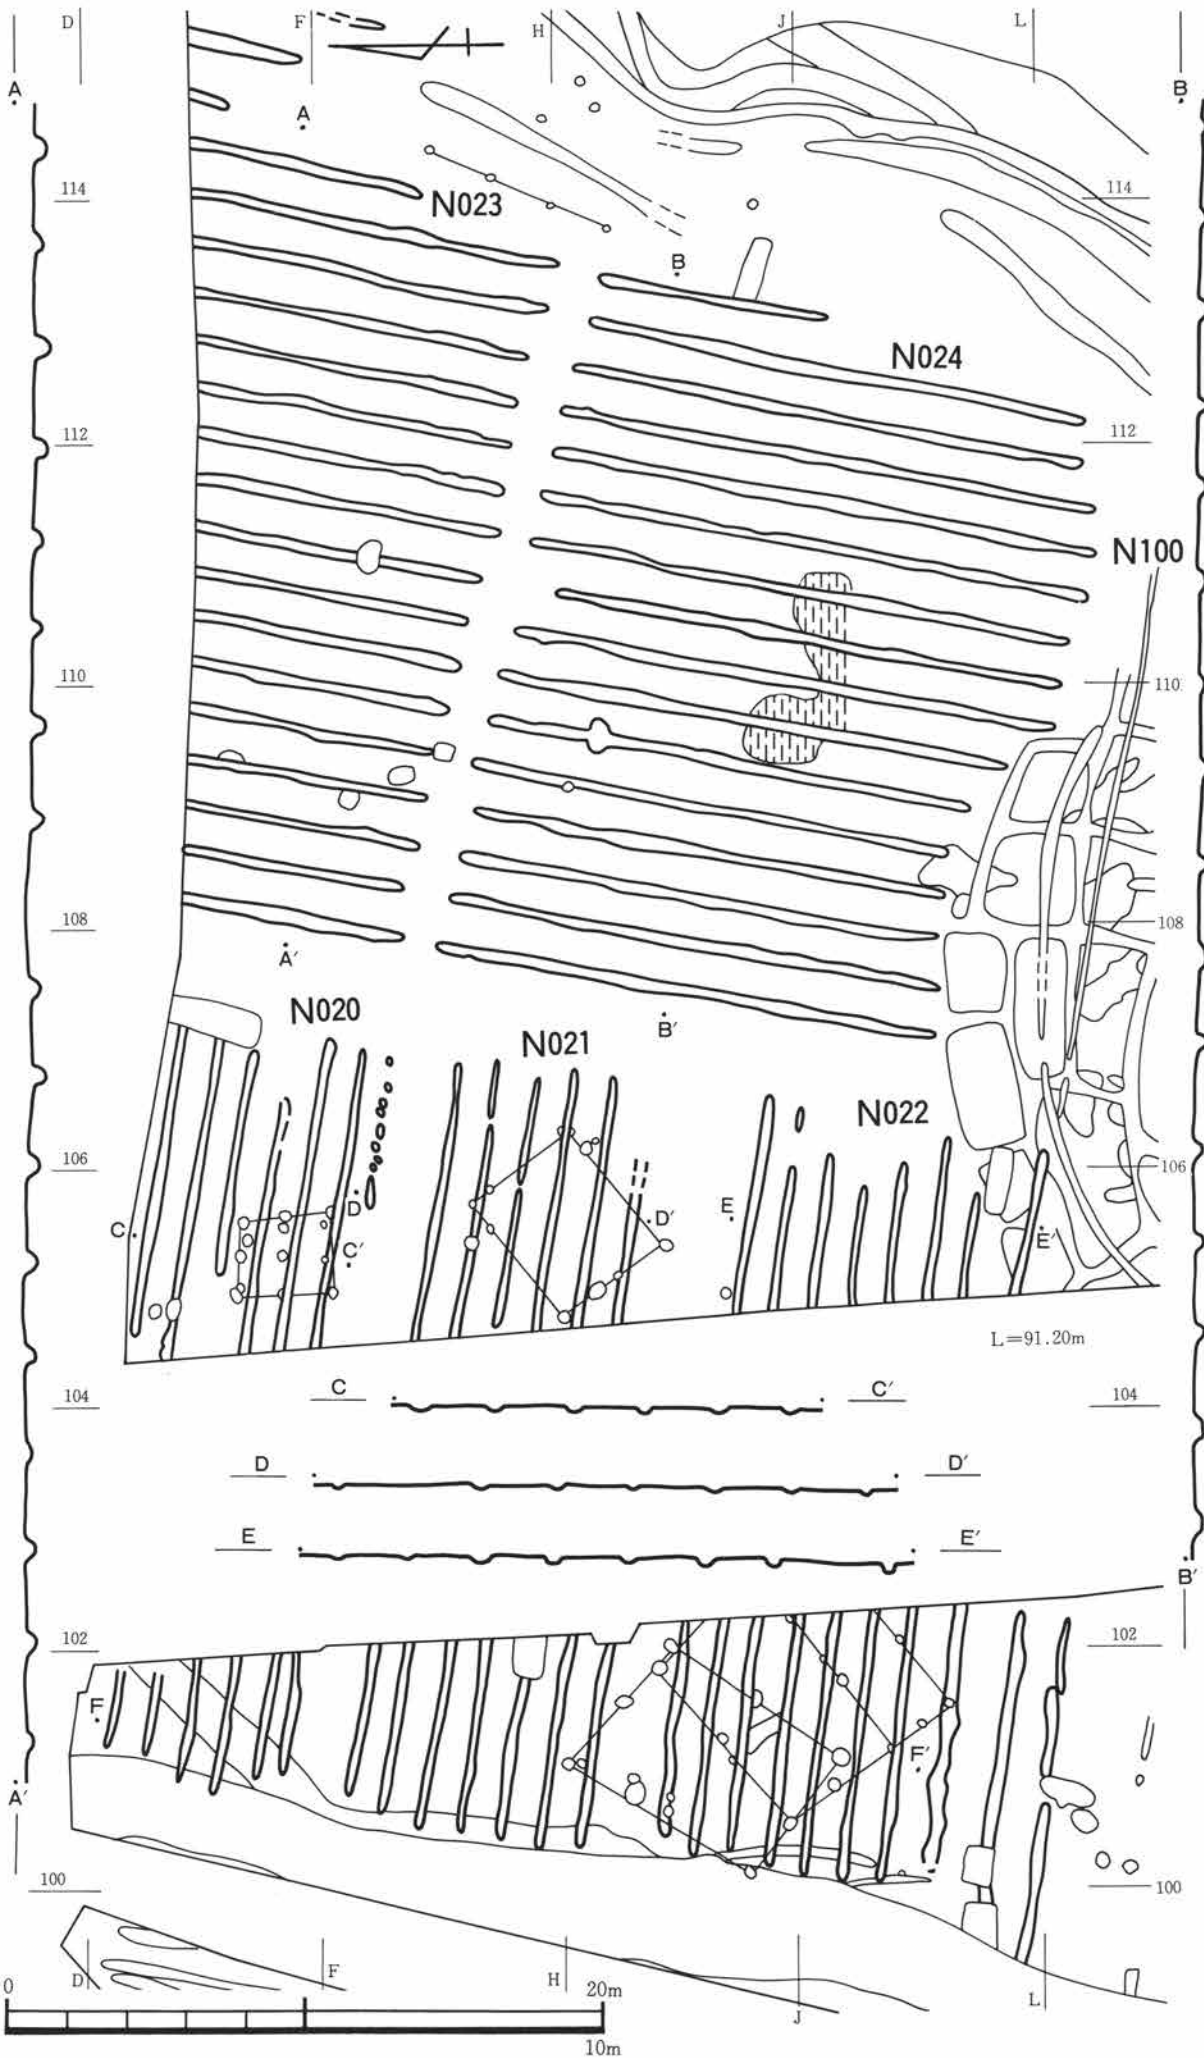 D F H J L
A B
A
114 114
N023
B
N024
112 112
N100
110 110
108 108
A'
N020 B'
N021
N022
106 106
D
C D' E
C' E'
L=91.20m
C C'
104 104
D D'
E E'
B'
102 102
F
F'
A'
100 100
D F H J L
0 20m
10m